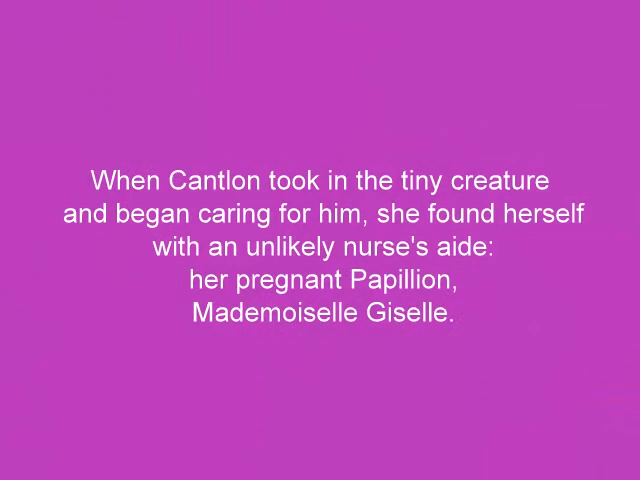 When Cantlon took in the tiny creature
and began caring for him, she found herself
with an unlikely nurse's aide:
her pregnant Papillion,
Mademoiselle Giselle.